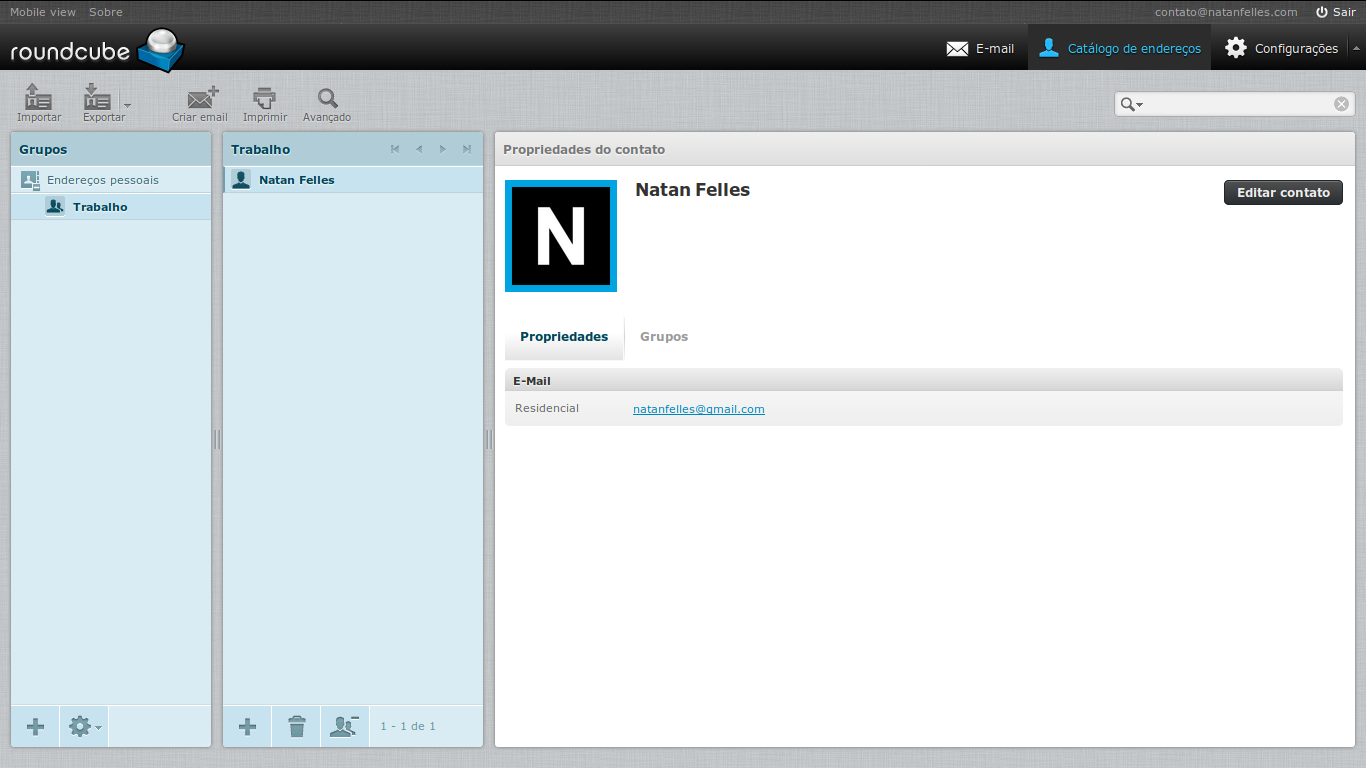 Mobile view Sobre contato@natanfelles.com Sair
roundcube E-mail Catálogo de endereços Configurações
Importar Exportar Criar email Imprimir Avançado
Grupos
Endereços pessoais
Trabalho
Trabalho
Natan Felles
1 - 1 de 1
Propriedades do contato
N
Natan Felles
Editar contato
Propriedades Grupos
E-Mail
Residencial natanfelles@gmail.com